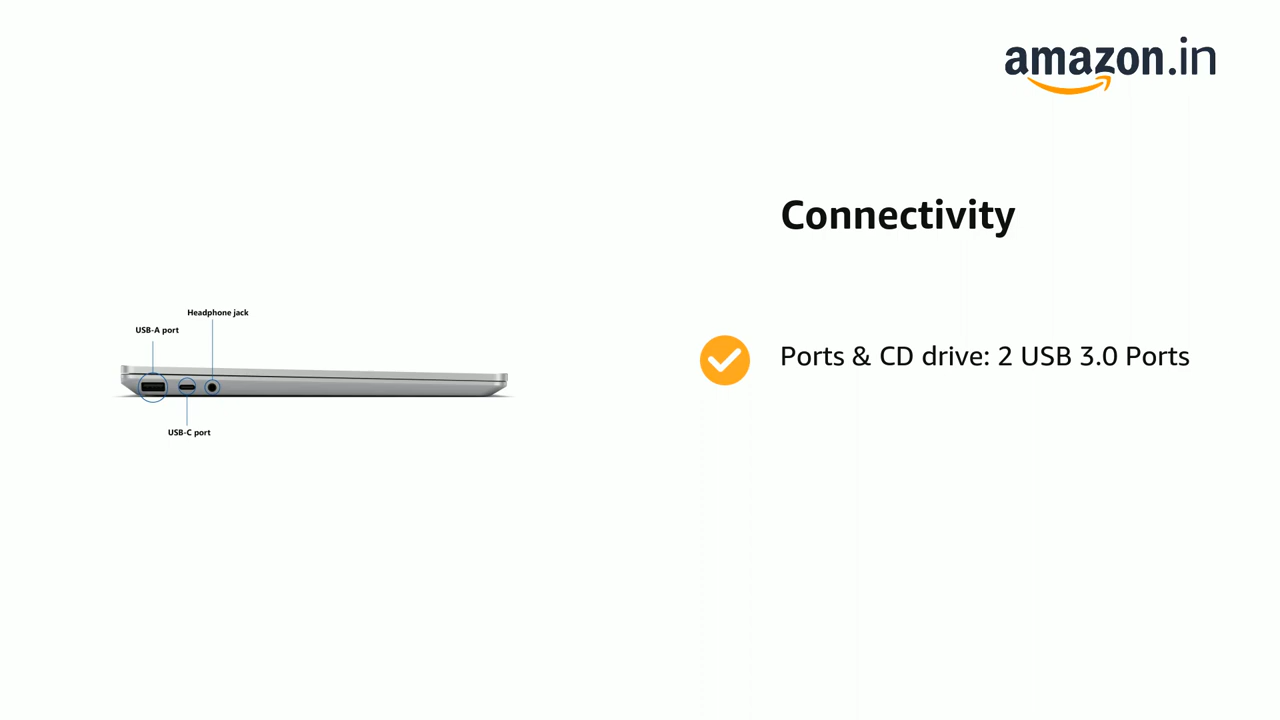 amazon.in
Connectivity
Headphone jack
USB-A port
Ports & CD drive: 2 USB 3.0 Ports
USB-C port